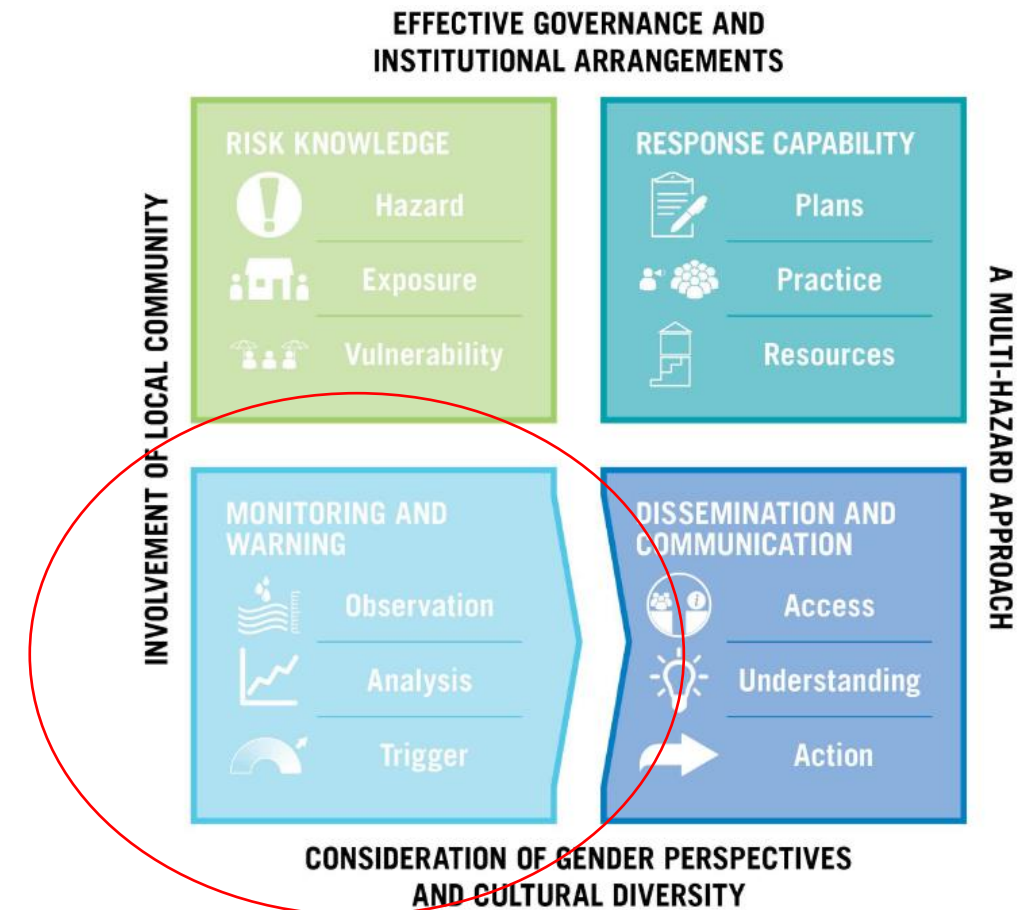 EFFECTIVE GOVERNANCE AND
INSTITUTIONAL ARRANGEMENTS
INVOLVEMENT OF LOCAL COMMUNITY
RISK KNOWLEDGE
Hazard
Exposure
Vulnerability
RESPONSE CAPABILITY
Plans
Practice
Resources
A MULTI-HAZARD APPROACH
MONITORING AND
WARNING
Observation
Analysis
Trigger
DISSEMINATION AND
COMMUNICATION
Access
Understanding
Action
CONSIDERATION OF GENDER PERSPECTIVES
AND CULTURAL DIVERSITY